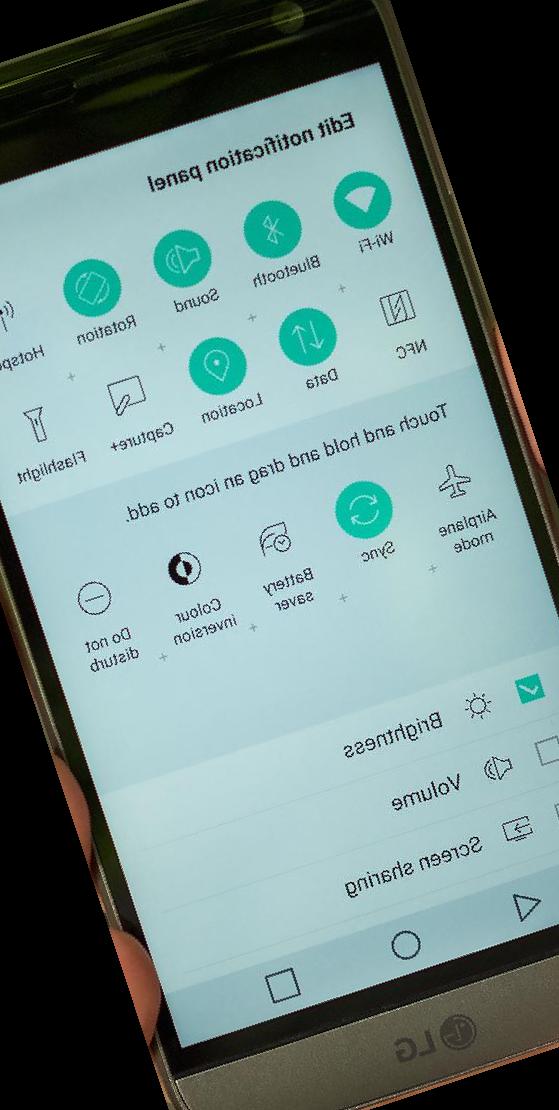 Edit notification panel
Wi-Fi
Bluetooth
Sound
Rotation
Hotspo
NFC
Data
Location
Capture+
Flashlight
Touch and hold and drag an icon to add.
Airplane
mode
Sync
Battery
saver
Colour
inversion
Do not
disturb
Brightness
Volume
Screen sharing
LG